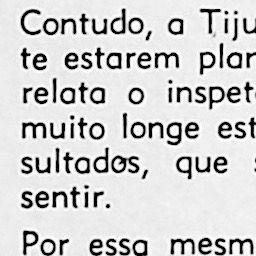 Contudo, a Tiju
te estarem plan
relata o inspet
muito longe est
sultados, que s
sentir.
Por essa mesm